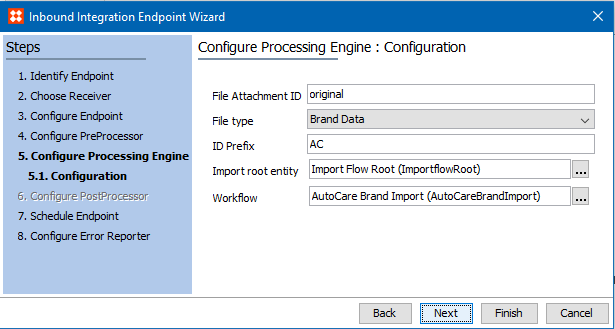 Inbound Integration Endpoint Wizard
Steps
1. Identify Endpoint
2. Choose Receiver
3. Configure Endpoint
4. Configure PreProcessor
5. Configure Processing Engine
5.1. Configuration
6. Configure PostProcessor
7. Schedule Endpoint
8. Configure Error Reporter
Configure Processing Engine : Configuration
File Attachment ID original
File type Brand Data
ID Prefix AC
Import root entity Import Flow Root (ImportflowRoot) ...
Workflow AutoCare Brand Import (AutoCareBrandImport) ...
Back Next Finish Cancel